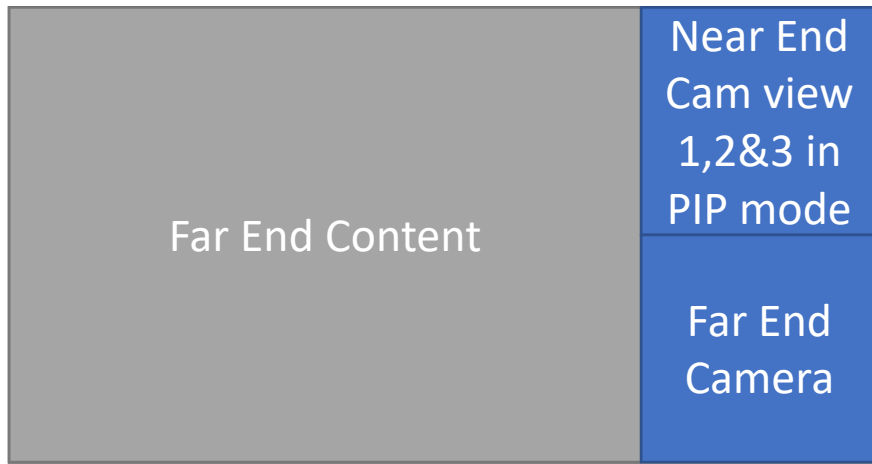 Far End Content
Near End
Cam view
1,2&3 in
PIP mode
Far End
Camera